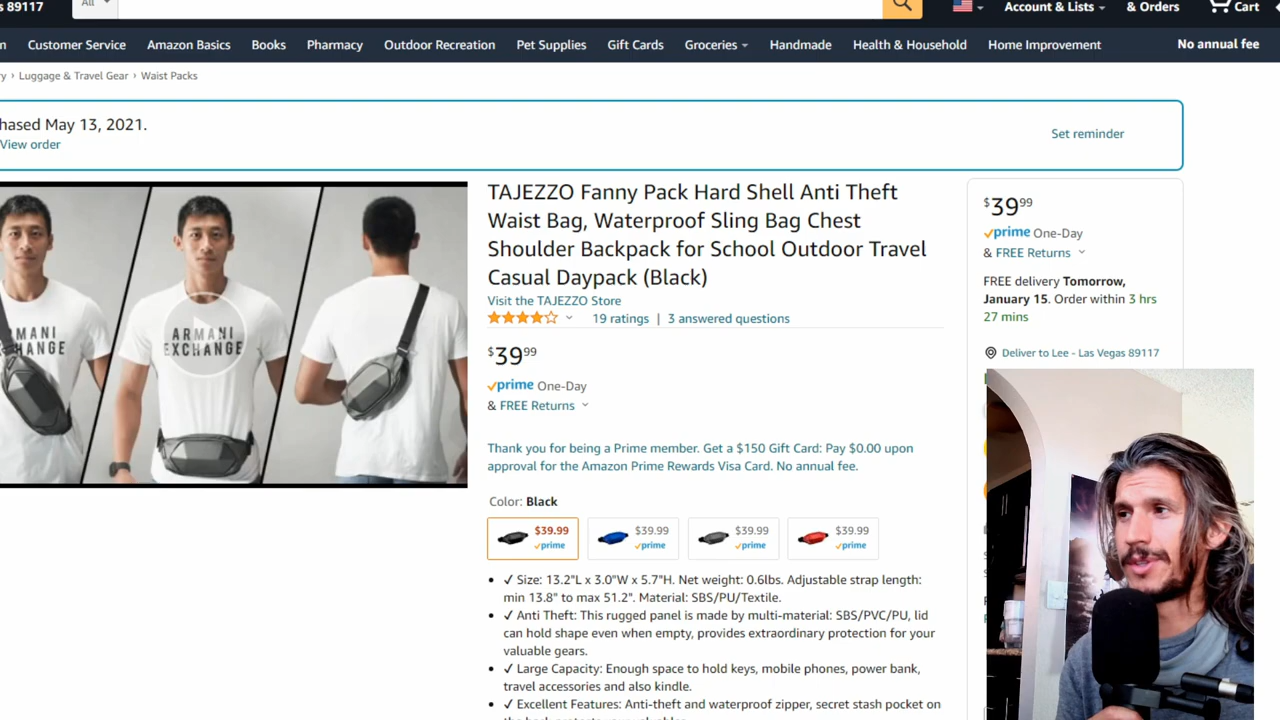 s 89117
All
Account & Lists
& Orders
Cart
n Customer Service Amazon Basics Books Pharmacy Outdoor Recreation Pet Supplies Gift Cards Groceries Handmade Health & Household Home Improvement No annual fee
y › Luggage & Travel Gear › Waist Packs
hased May 13, 2021.
View order
Set reminder
TAJEZZO Fanny Pack Hard Shell Anti Theft
Waist Bag, Waterproof Sling Bag Chest
Shoulder Backpack for School Outdoor Travel
Casual Daypack (Black)
Visit the TAJEZZO Store
19 ratings | 3 answered questions
$3999
prime One-Day
& FREE Returns
Thank you for being a Prime member. Get a $150 Gift Card: Pay $0.00 upon
approval for the Amazon Prime Rewards Visa Card. No annual fee.
Color: Black
$39.99 $39.99 $39.99 $39.99
prime prime prime prime
• ✓ Size: 13.2"L x 3.0"W x 5.7"H. Net weight: 0.6lbs. Adjustable strap length:
min 13.8" to max 51.2". Material: SBS/PU/Textile.
• ✓ Anti Theft: This rugged panel is made by multi-material: SBS/PVC/PU, lid
can hold shape even when empty, provides extraordinary protection for your
valuable gears.
• ✓ Large Capacity: Enough space to hold keys, mobile phones, power bank,
travel accessories and also kindle.
• ✓ Excellent Features: Anti-theft and waterproof zipper, secret stash pocket on
$3999
prime One-Day
& FREE Returns
FREE delivery Tomorrow,
January 15. Order within 3 hrs
27 mins
Deliver to Lee - Las Vegas 89117
MANI
HANGE
ARMANI
EXCHANGE